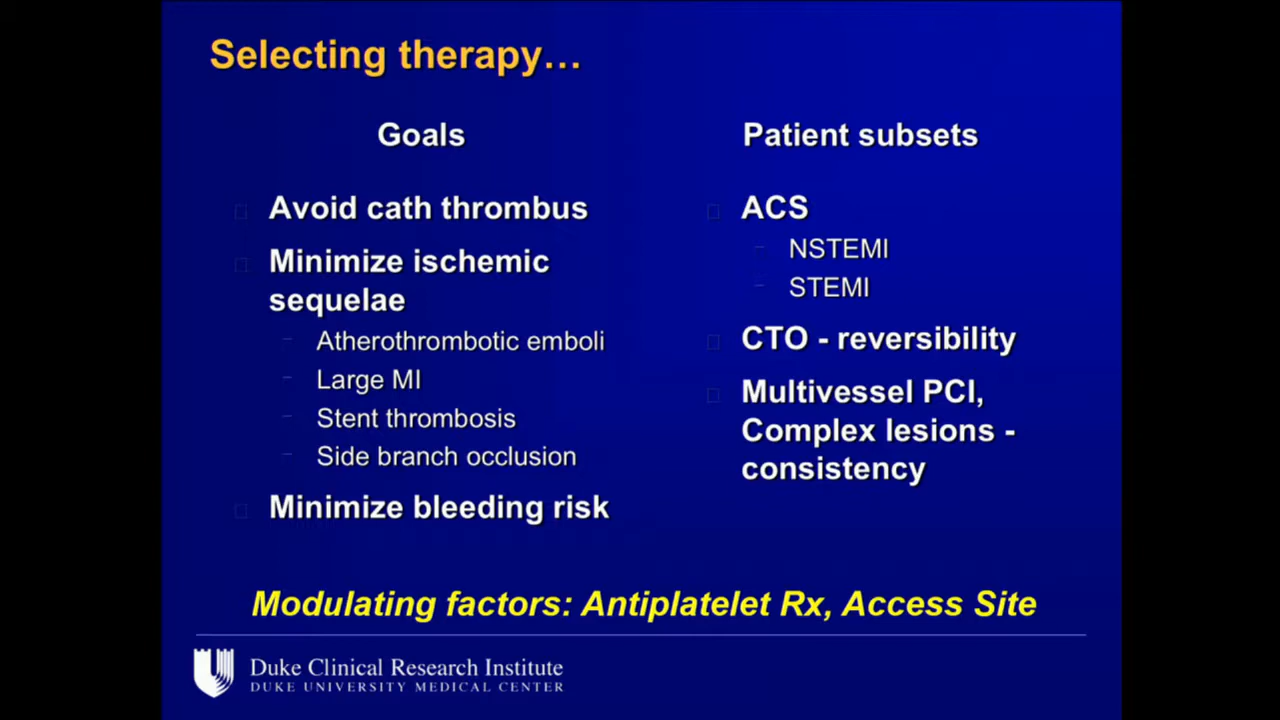 Selecting therapy...
Goals
Avoid cath thrombus
Minimize ischemic
sequelae
Atherothrombotic emboli
Large MI
Stent thrombosis
Side branch occlusion
Minimize bleeding risk
Patient subsets
ACS
NSTEMI
STEMI
CTO - reversibility
Multivessel PCI,
Complex lesions -
consistency
Modulating factors: Antiplatelet Rx, Access Site
Duke Clinical Research Institute
DUKE UNIVERSITY MEDICAL CENTER